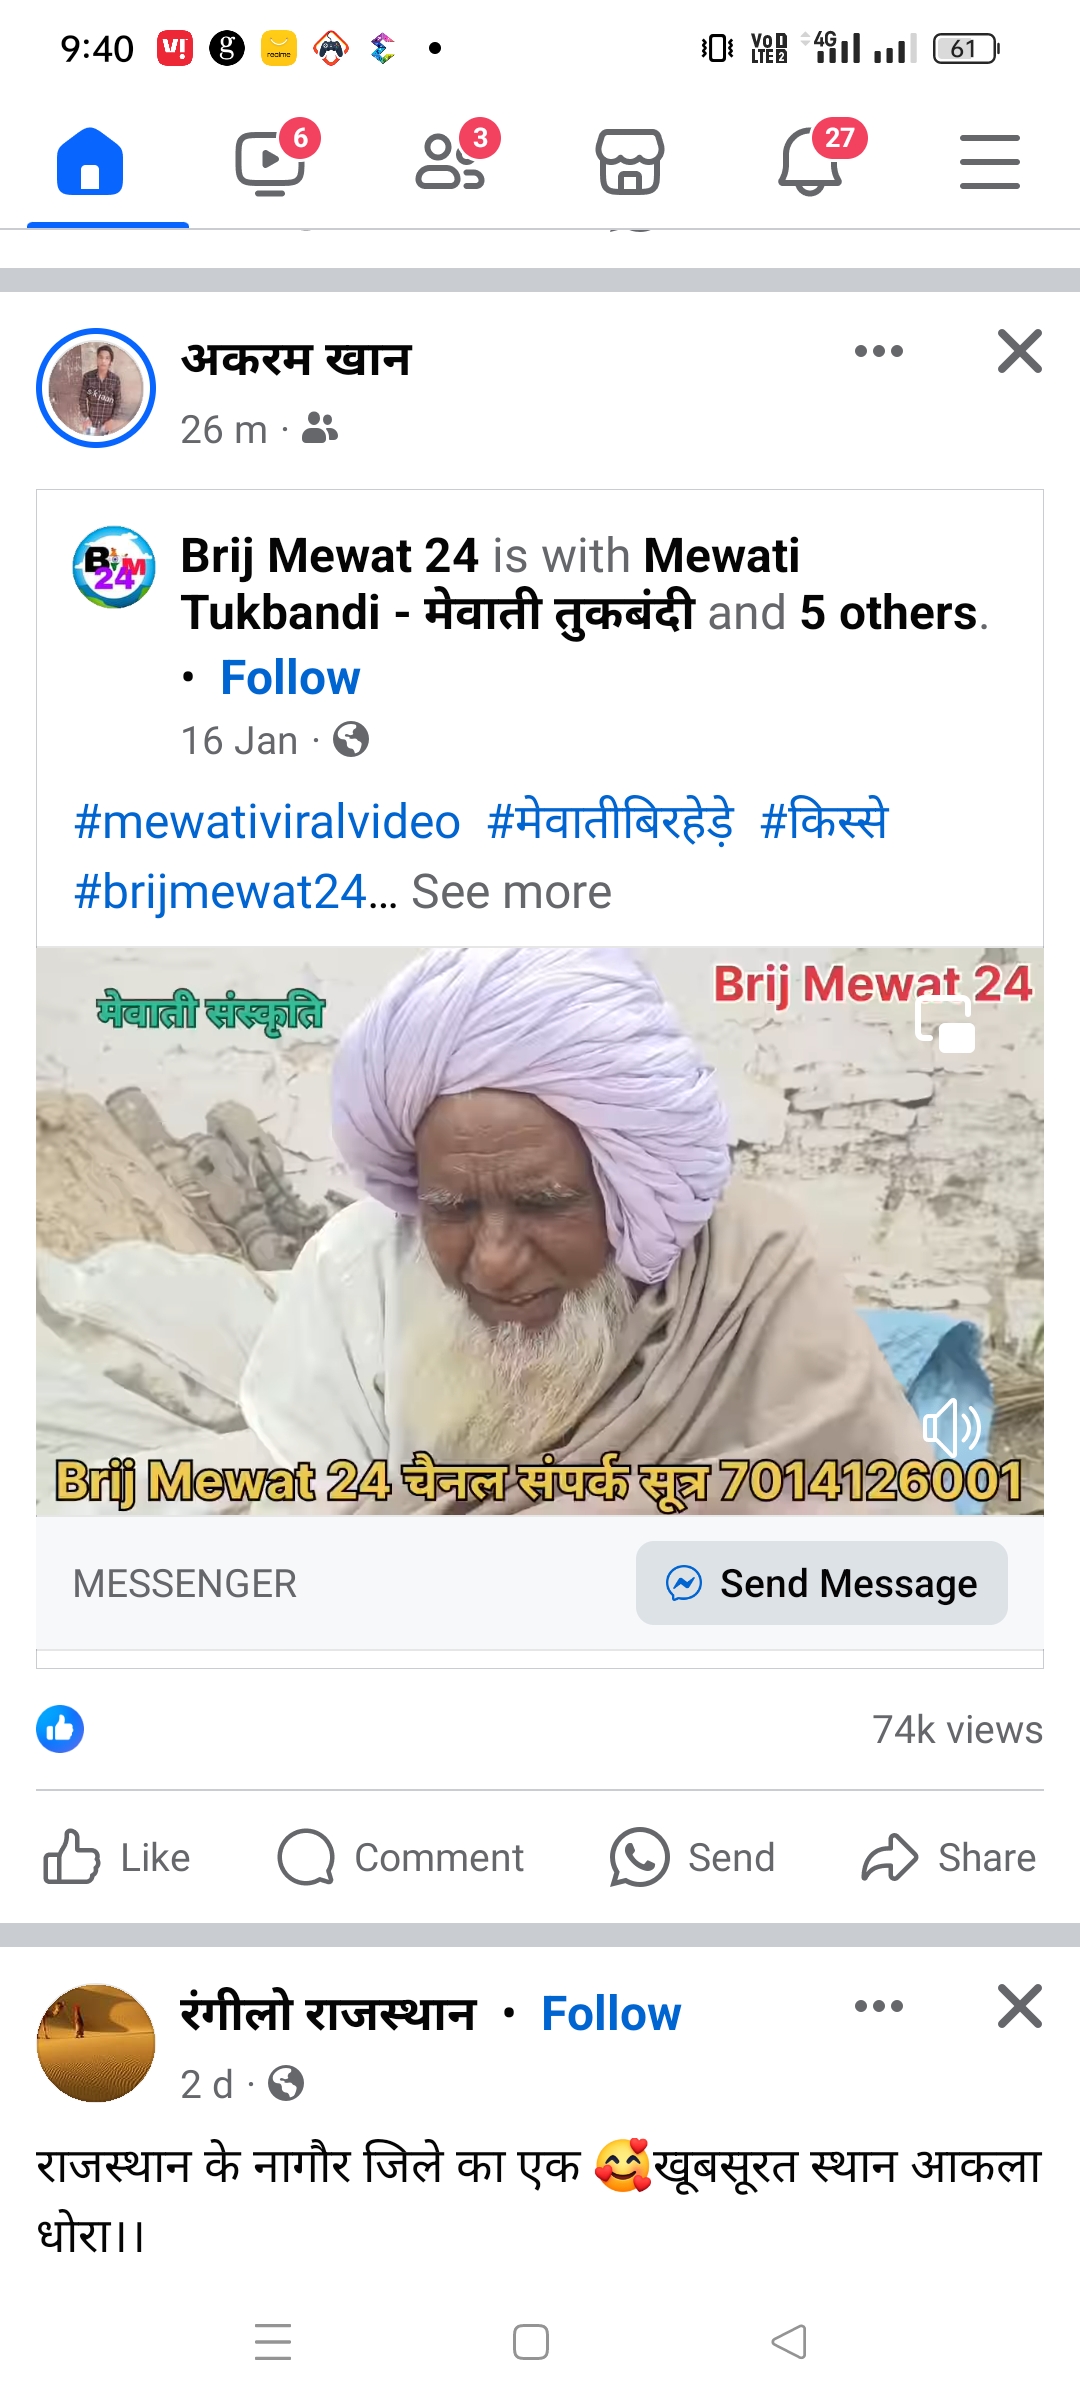 9:40
VoD
LTE2
4G
61
6
3
27
अकरम खान
26 m ·
Brij Mewat 24 is with Mewati
Tukbandi - मेवाती तुकबंदी and 5 others.
• Follow
16 Jan ·
#mewativiralvideo #मेवातीबिरहेड़े #किस्से
#brijmewat24... See more
मेवाती संस्कृति
Brij Mewat 24
Brij Mewat 24 चैनल संपर्क सूत्र 7014126001
MESSENGER
Send Message
74k views
Like
Comment
Send
Share
रंगीलो राजस्थान • Follow
2 d ·
राजस्थान के नागौर जिले का एक 🥰खूबसूरत स्थान आकला
धोरा।।